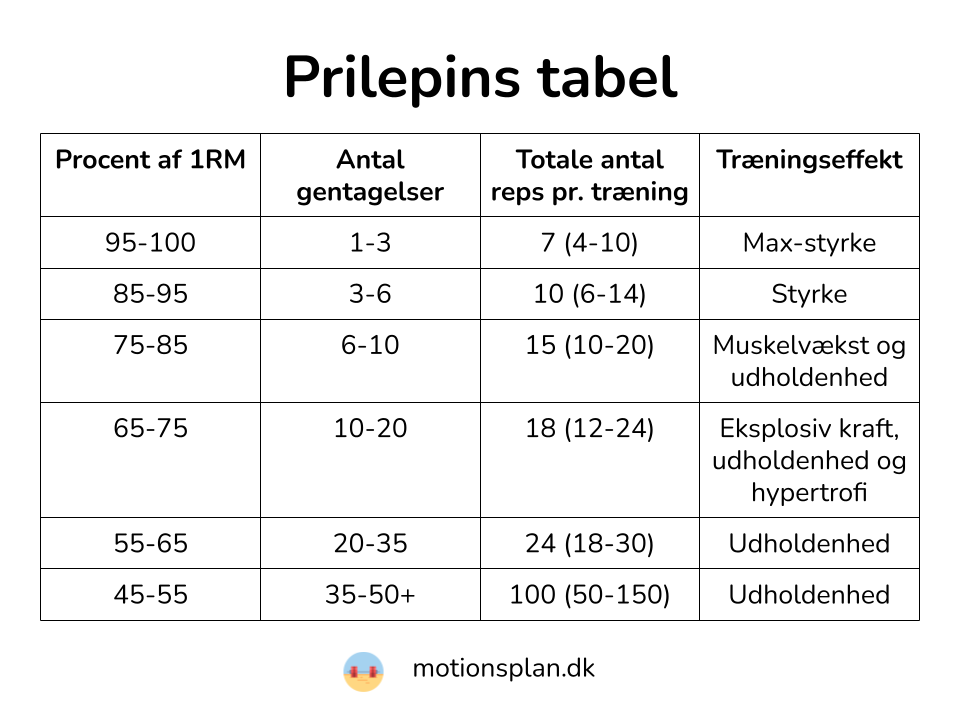 Prilepins tabel
Procent af 1RM
Antal
gentagelser
Totale antal
reps pr. træning
Træningseffekt
95-100
1-3
7 (4-10)
Max-styrke
85-95
3-6
10 (6-14)
Styrke
75-85
6-10
15 (10-20)
Muskelvækst og
udholdenhed
65-75
10-20
18 (12-24)
Eksplosiv kraft,
udholdenhed og
hypertrofi
55-65
20-35
24 (18-30)
Udholdenhed
45-55
35-50+
100 (50-150)
Udholdenhed
motionsplan.dk